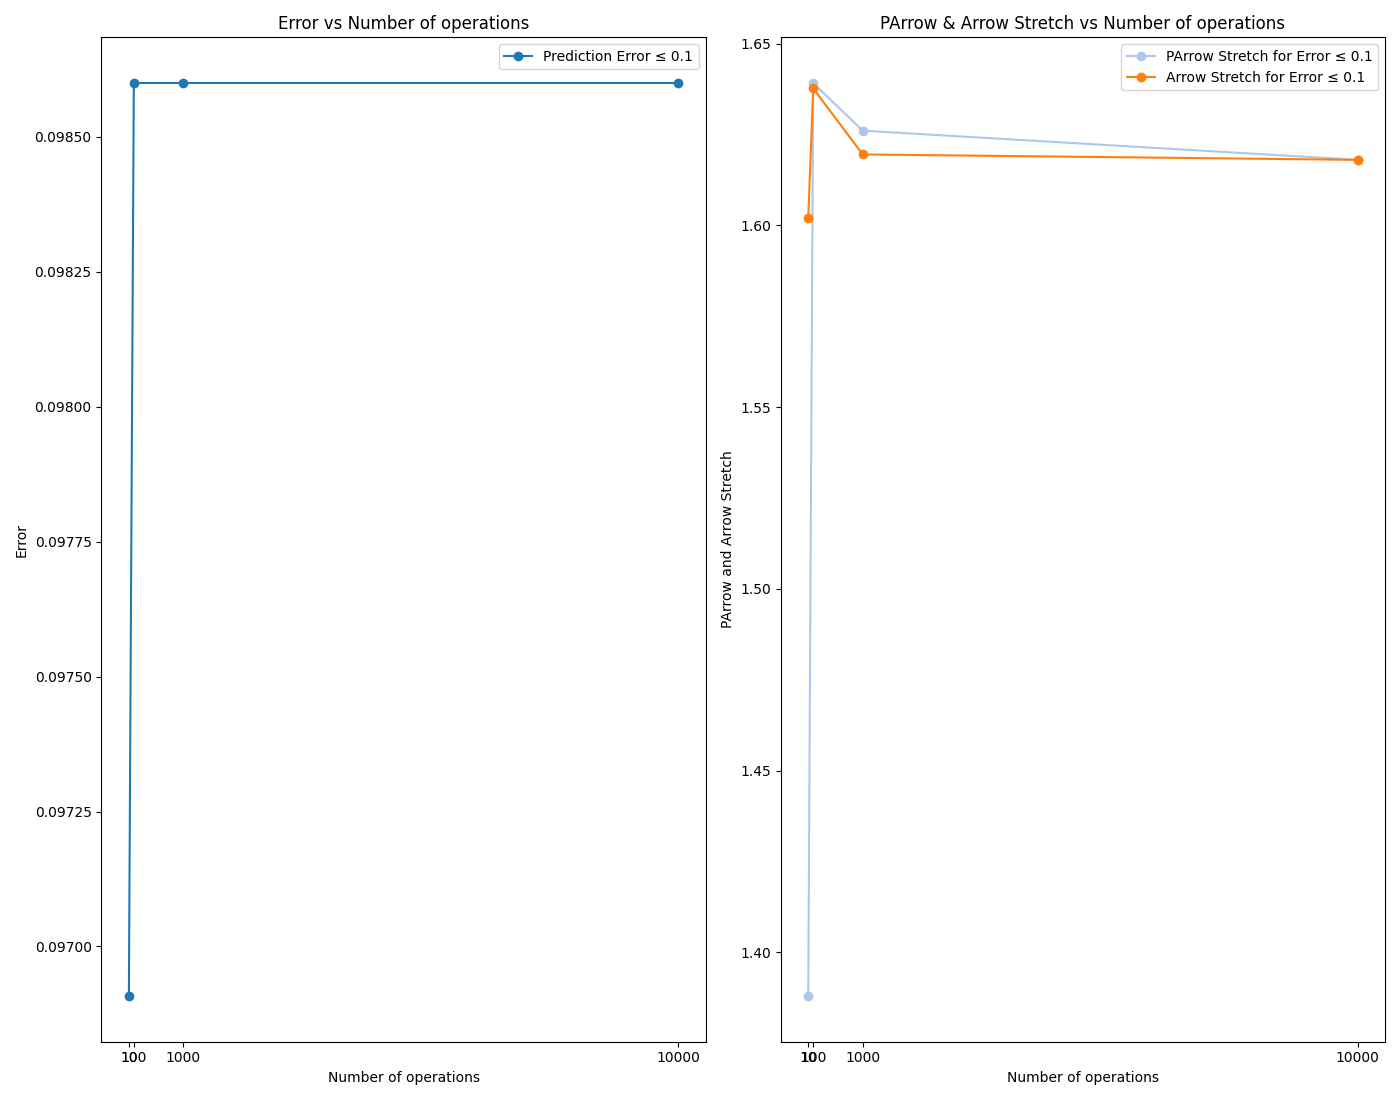 Error vs Number of operations
Prediction Error ≤ 0.1
0.09850
0.09825
0.09800
0.09775
0.09750
0.09725
0.09700
Error
10 100 1000 10000
Number of operations
PArrow & Arrow Stretch vs Number of operations
PArrow Stretch for Error ≤ 0.1
Arrow Stretch for Error ≤ 0.1
1.65
1.60
1.55
1.50
1.45
1.40
PArrow and Arrow Stretch
10 100 1000 10000
Number of operations